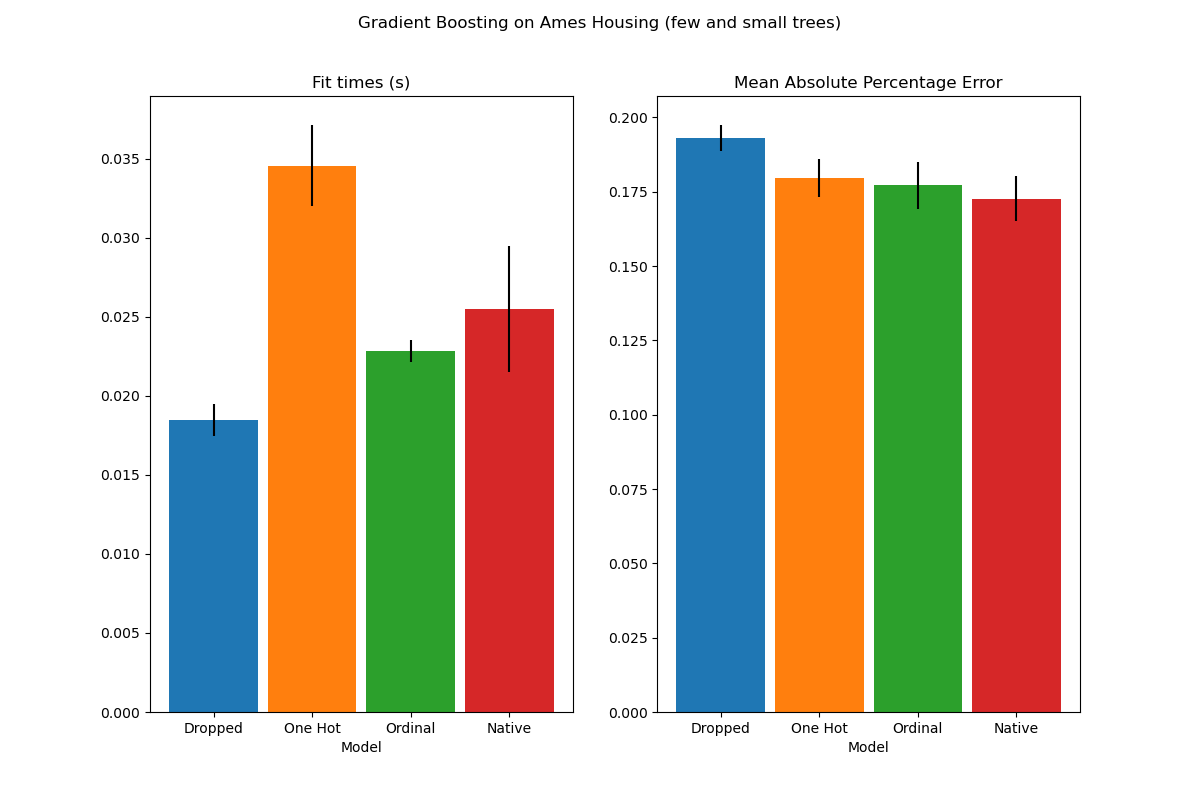 Gradient Boosting on Ames Housing (few and small trees)
Fit times (s)
0.035
0.030
0.025
0.020
0.015
0.010
0.005
0.000
Dropped One Hot Ordinal Native
Model
Mean Absolute Percentage Error
0.200
0.175
0.150
0.125
0.100
0.075
0.050
0.025
0.000
Dropped One Hot Ordinal Native
Model